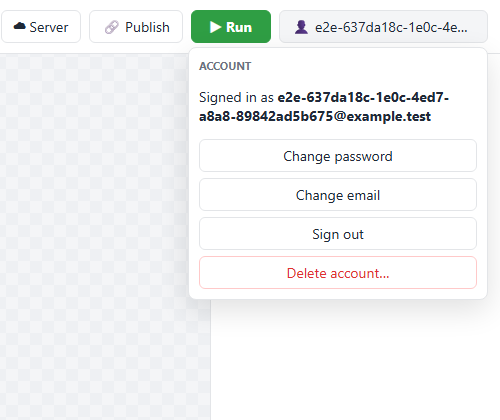 Server
Publish
Run
e2e-637da18c-1e0c-4e...
ACCOUNT
Signed in as e2e-637da18c-1e0c-4ed7-
a8a8-89842ad5b675@example.test
Change password
Change email
Sign out
Delete account...